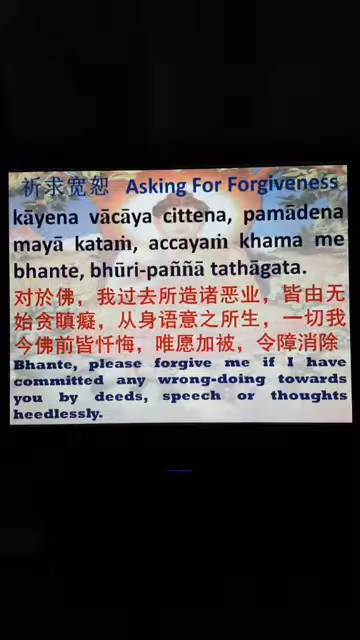 祈求宽恕 Asking For Forgiveness
kāyena vācāya cittena, pamādena
mayā kataṁ, accayaṁ khama me
bhante, bhūri-paññā tathāgata.
对於佛，我过去所造诸恶业，皆由无
始贪瞋癡，从身语意之所生，一切我
今佛前皆忏悔，唯愿加被，令障消除
Bhante, please forgive me if I have
committed any wrong-doing towards
you by deeds, speech or thoughts
heedlessly.